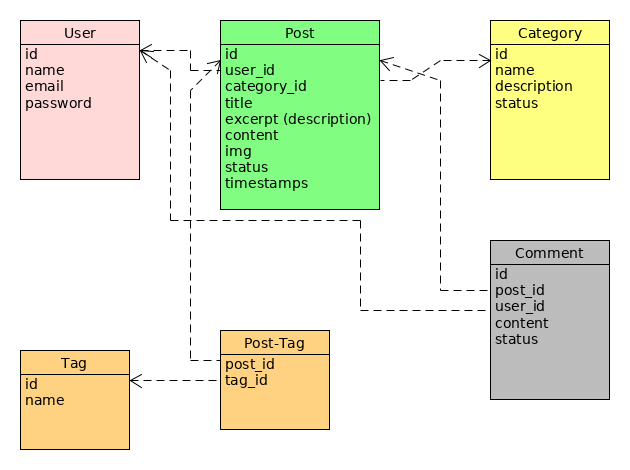 User
id
name
email
password
Post
id
user_id
category_id
title
excerpt (description)
content
img
status
timestamps
Category
id
name
description
status
Comment
id
post_id
user_id
content
status
Post-Tag
post_id
tag_id
Tag
id
name